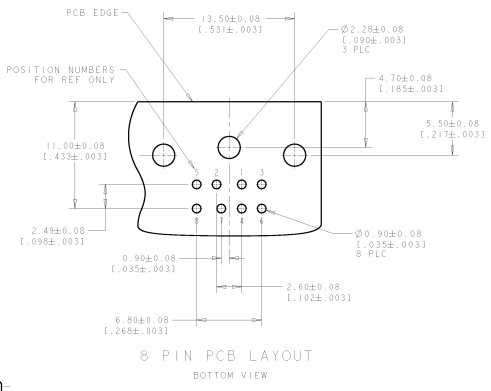 PCB EDGE
13.50±0.08
[.531±.003]
Ø2.28±0.08
[.090±.003]
3 PLC
POSITION NUMBERS
FOR REF ONLY
4.70±0.08
[.185±.003]
5.50±0.08
[.217±.003]
11.00±0.08
[.433±.003]
5 2 1 3
8 7 4 6
2.49±0.08
[.098±.003]
Ø0.90±0.08
[.035±.003]
8 PLC
0.90±0.08
[.035±.003]
2.60±0.08
[.102±.003]
6.80±0.08
[.268±.003]
8 PIN PCB LAYOUT
BOTTOM VIEW